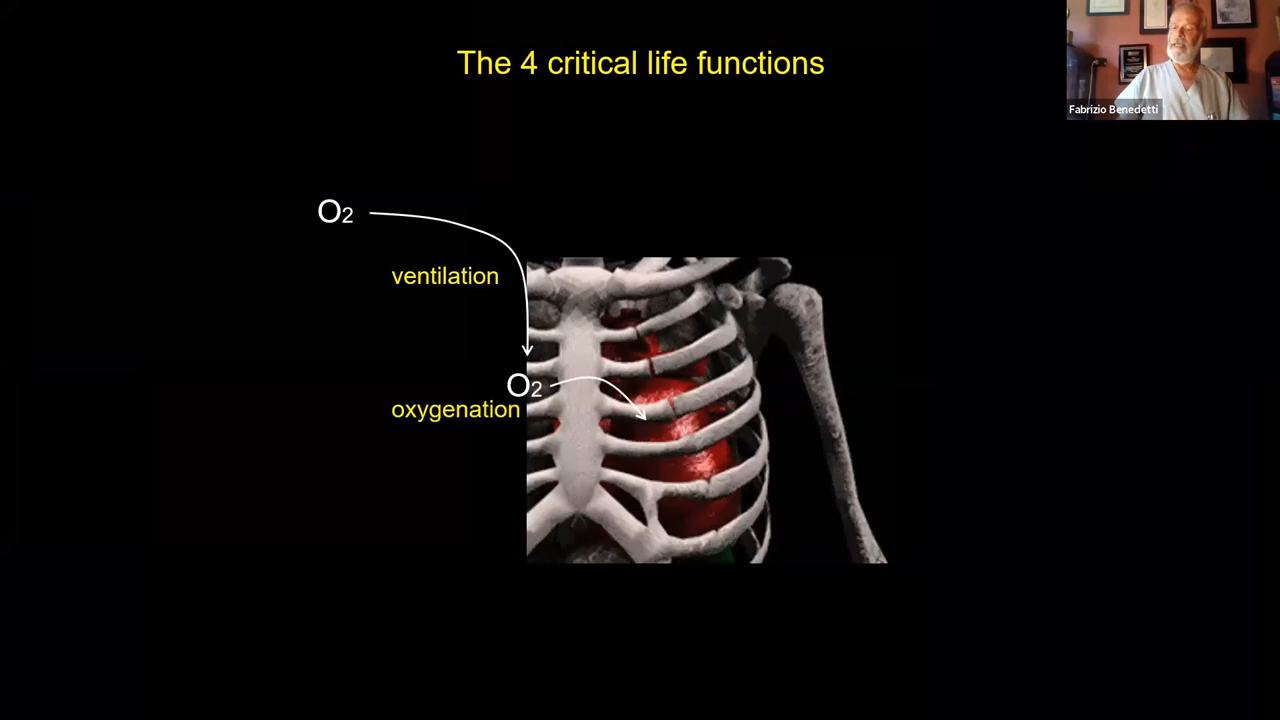 The 4 critical life functions
Fabrizio Benedetti
O2
ventilation
O2
oxygenation